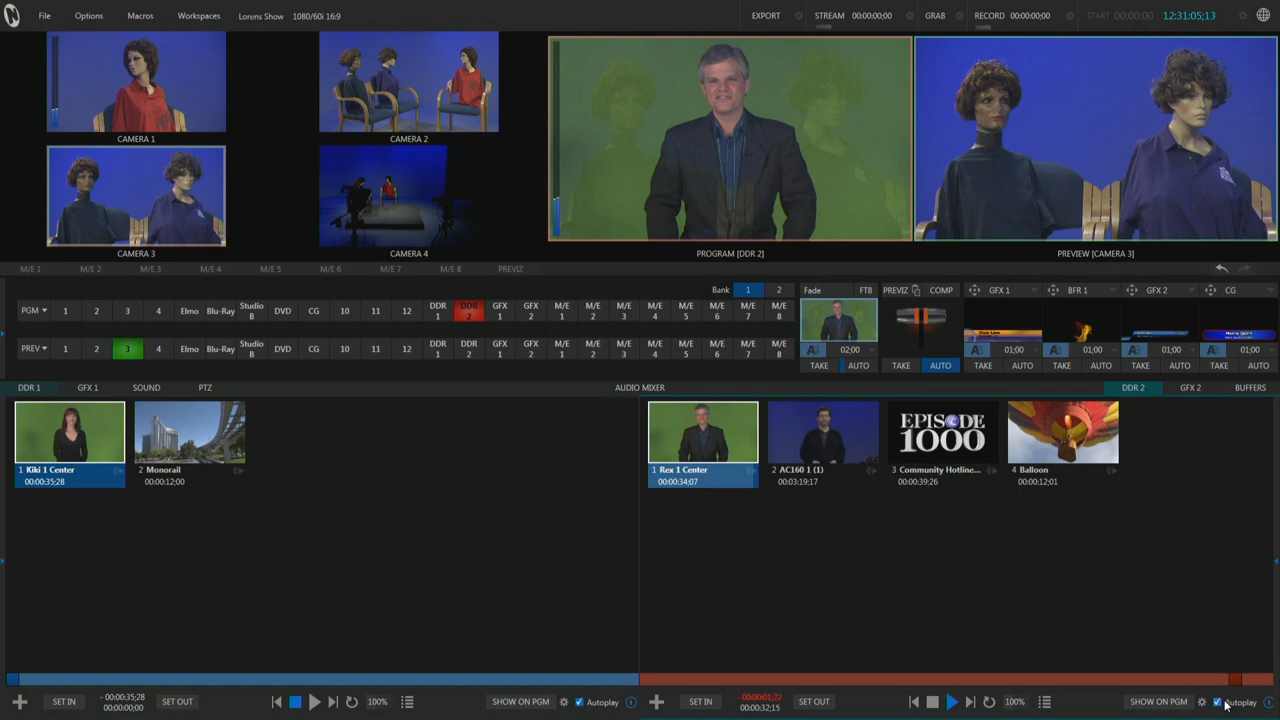 File Options Macros Workspaces Lorens Show 1080/60i 16:9 EXPORT STREAM 00:00:00;00 GRAB RECORD 00:00:00;00 START 00:00:00 12:31:05;13
CAMERA 1 CAMERA 2
CAMERA 3 CAMERA 4 PROGRAM [DDR 2] PREVIEW [CAMERA 3]
M/E 1 M/E 2 M/E 3 M/E 4 M/E 5 M/E 6 M/E 7 M/E 8 PREVIZ
Bank 1 2 Fade FTB PREVIZ COMP GFX 1 BFR 1 GFX 2 CG
PGM 1 2 3 4 Elmo Blu-Ray Studio B DVD CG 10 11 12 DDR 1 DDR 2 GFX 1 GFX 2 M/E 1 M/E 2 M/E 3 M/E 4 M/E 5 M/E 6 M/E 7 M/E 8
PREV 1 2 3 4 Elmo Blu-Ray Studio B DVD CG 10 11 12 DDR 1 DDR 2 GFX 1 GFX 2 M/E 1 M/E 2 M/E 3 M/E 4 M/E 5 M/E 6 M/E 7 M/E 8
02;00 01;00 01;00 01;00 01;00
TAKE AUTO TAKE AUTO TAKE AUTO TAKE AUTO TAKE AUTO TAKE AUTO
DDR 1 GFX 1 SOUND PTZ AUDIO MIXER DDR 2 GFX 2 BUFFERS
EPISODE
1000
1 Kiki 1 Center 2 Monorail 1 Rex 1 Center 2 AC160 1 (1) 3 Community Hotline... 4 Balloon
00:00:35;28 00:00:12;00 00:00:34;07 00:03:19;17 00:00:39;26 00:00:12;01
SET IN - 00:00:35;28 SET OUT 100% SHOW ON PGM Autoplay SET IN - 00:00:01;22 SET OUT 100% SHOW ON PGM Autoplay
00:00:00;00 00:00:32;15